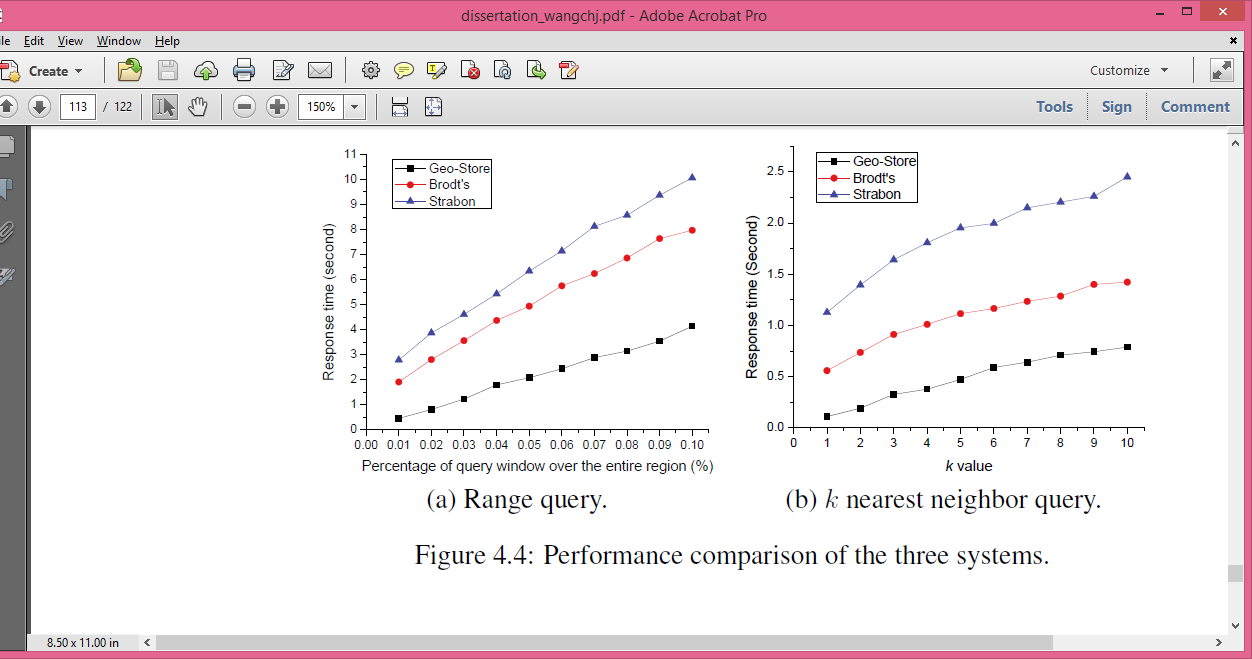 dissertation_wangchj.pdf - Adobe Acrobat Pro
Edit View Window Help
Create
Customize
113 / 122
150%
Tools Sign Comment
11
10
9
8
7
6
5
4
3
2
1
0
Response time (second)
Geo-Store
Brodt's
Strabon
0.00 0.01 0.02 0.03 0.04 0.05 0.06 0.07 0.08 0.09 0.10
Percentage of query window over the entire region (%)
(a) Range query.
2.5
2.0
1.5
1.0
0.5
0.0
Response time (Second)
Geo-Store
Brodt's
Strabon
0 1 2 3 4 5 6 7 8 9 10
k value
(b) k nearest neighbor query.
Figure 4.4: Performance comparison of the three systems.
8.50 x 11.00 in